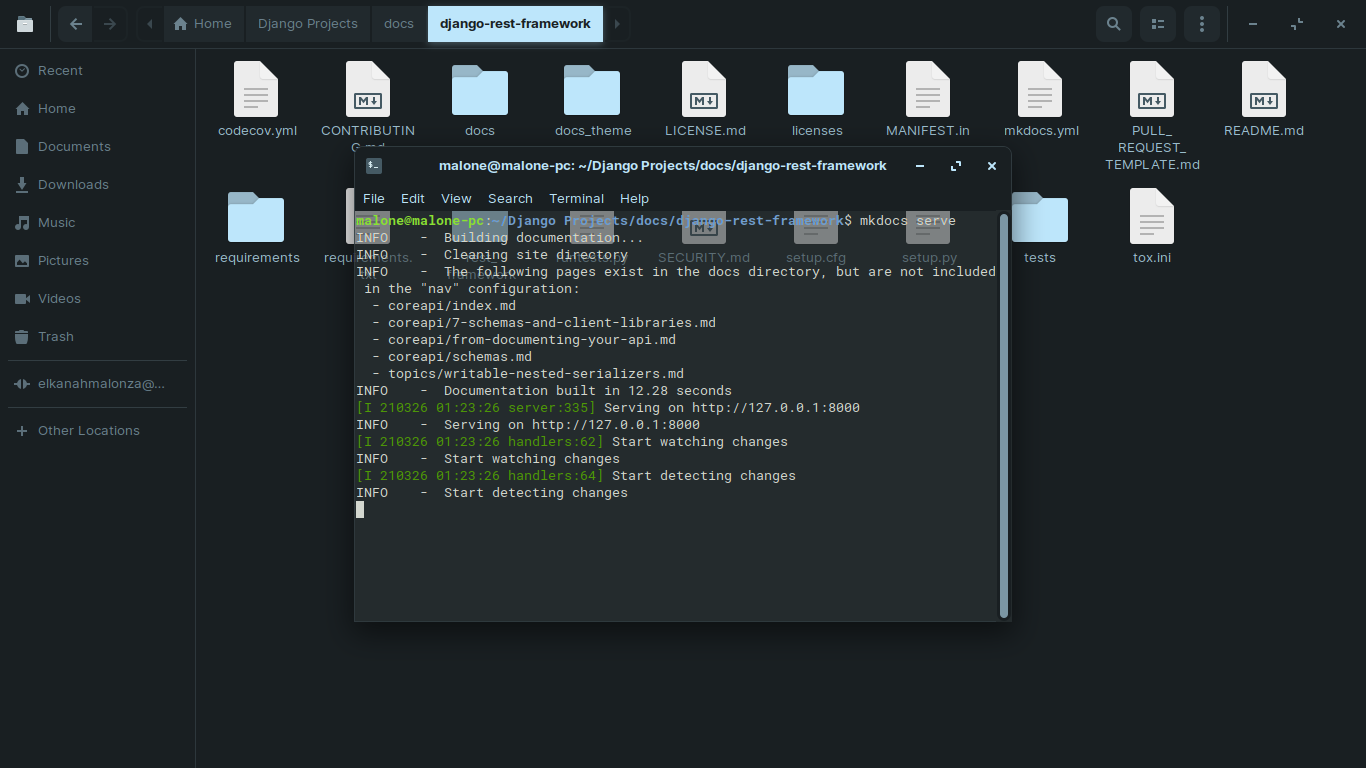 Home
Django Projects
docs
django-rest-framework
Recent
Home
Documents
Downloads
Music
Pictures
Videos
Trash
elkanahmalonza@...
Other Locations
codecov.yml
CONTRIBUTIN
G.md
docs
docs_theme
LICENSE.md
licenses
MANIFEST.in
mkdocs.yml
PULL_
REQUEST_
TEMPLATE.md
README.md
requirements
requirements.
txt
rest_
framework
runtests.py
SECURITY.md
setup.cfg
setup.py
tests
tox.ini
malone@malone-pc: ~/Django Projects/docs/django-rest-framework
File Edit View Search Terminal Help
malone@malone-pc:~/Django Projects/docs/django-rest-framework$ mkdocs serve
INFO    -  Building documentation...
INFO    -  Cleaning site directory
INFO    -  The following pages exist in the docs directory, but are not included
in the "nav" configuration:
- coreapi/index.md
- coreapi/7-schemas-and-client-libraries.md
- coreapi/from-documenting-your-api.md
- coreapi/schemas.md
- topics/writable-nested-serializers.md
INFO    -  Documentation built in 12.28 seconds
[I 210326 01:23:26 server:335] Serving on http://127.0.0.1:8000
INFO    -  Serving on http://127.0.0.1:8000
[I 210326 01:23:26 handlers:62] Start watching changes
INFO    -  Start watching changes
[I 210326 01:23:26 handlers:64] Start detecting changes
INFO    -  Start detecting changes